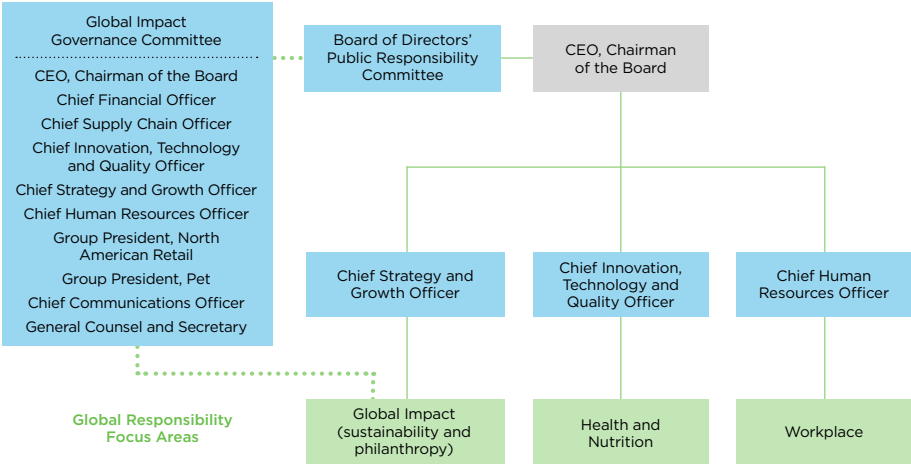 Global Impact
Governance Committee
CEO, Chairman of the Board
Chief Financial Officer
Chief Supply Chain Officer
Chief Innovation, Technology
and Quality Officer
Chief Strategy and Growth Officer
Chief Human Resources Officer
Group President, North
American Retail
Group President, Pet
Chief Communications Officer
General Counsel and Secretary
Board of Directors’
Public Responsibility
Committee
CEO, Chairman
of the Board
Chief Strategy and
Growth Officer
Chief Innovation,
Technology and
Quality Officer
Chief Human
Resources Officer
Global Responsibility
Focus Areas
Global Impact
(sustainability and
philanthropy)
Health and
Nutrition
Workplace